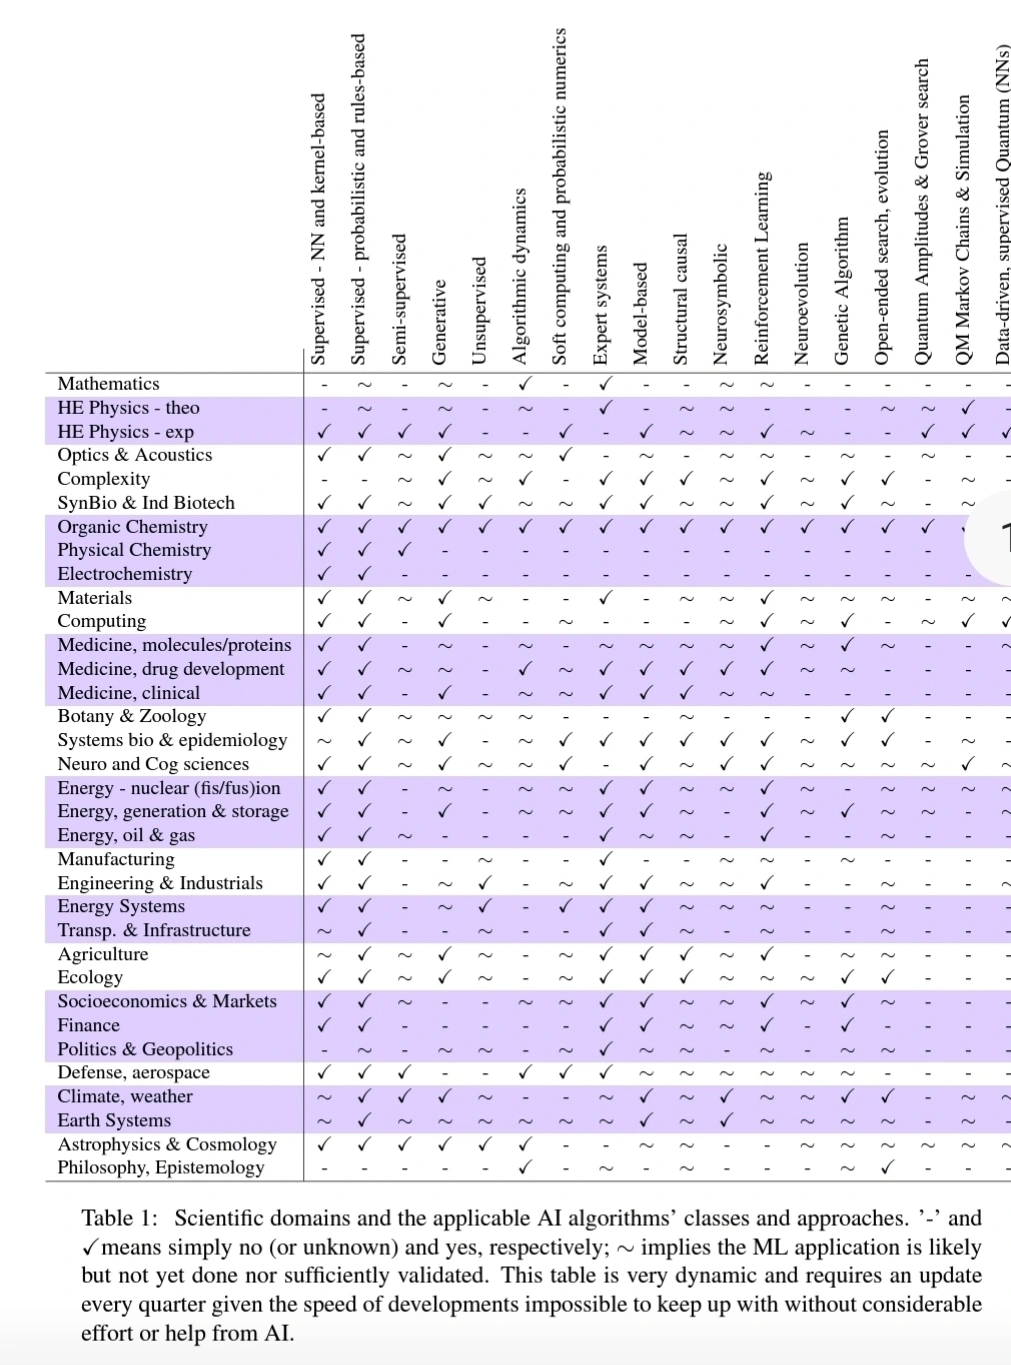 Supervised - NN and kernel-based
Supervised - probabilistic and rules-based
Semi-supervised
Generative
Unsupervised
Algorithmic dynamics
Soft computing and probabilistic numerics
Expert systems
Model-based
Structural causal
Neurosymbolic
Reinforcement Learning
Neuroevolution
Genetic Algorithm
Open-ended search, evolution
Quantum Amplitudes & Grover search
QM Markov Chains & Simulation
Data-driven, supervised Quantum (NNs)
Mathematics - ~ - ~ - ✓ - ✓ - - ~ ~ - - - - - -
HE Physics - theo - ~ - ~ - ~ - ✓ - ~ ~ - - - ~ ~ ✓ -
HE Physics - exp ✓ ✓ ✓ ✓ - - ✓ - ✓ ~ ~ ✓ ~ - - ✓ ✓ ✓
Optics & Acoustics ✓ ✓ ~ ✓ ~ ~ ✓ - ~ - ~ ~ - ~ - ~ - -
Complexity - - ~ ✓ ~ ✓ - ✓ ✓ ✓ ~ ✓ ~ ✓ ✓ - ~ -
SynBio & Ind Biotech ✓ ✓ ~ ✓ ✓ ~ ~ ✓ ✓ ~ ~ ✓ ~ ✓ ~ - ~
Organic Chemistry ✓ ✓ ✓ ✓ ✓ ✓ ✓ ✓ ✓ ✓ ✓ ✓ ✓ ✓ ✓ ✓
Physical Chemistry ✓ ✓ ✓ - - - - - - - - - - - - -
Electrochemistry ✓ ✓ - - - - - - - - - - - - - - -
Materials ✓ ✓ ~ ✓ ~ - - ✓ - ~ ~ ✓ ~ ~ ~ - ~ ~
Computing ✓ ✓ - ✓ - - ~ - - - ~ ✓ ~ ✓ - ~ ✓ ✓
Medicine, molecules/proteins ✓ ✓ - ~ - ~ - ~ ~ ~ ~ ✓ ~ ✓ ~ - - ~
Medicine, drug development ✓ ✓ ~ ~ - ✓ ~ ✓ ✓ ✓ ✓ ✓ ~ ~ - - - -
Medicine, clinical ✓ ✓ - ✓ - ~ ~ ✓ ✓ ✓ ~ ~ - - - - - -
Botany & Zoology ✓ ✓ ~ ~ ~ ~ - - - ~ - - - ✓ ✓ - - -
Systems bio & epidemiology ~ ✓ ~ ✓ - ~ ✓ ✓ ✓ ✓ ✓ ✓ ~ ✓ ✓ - ~ -
Neuro and Cog sciences ✓ ✓ ~ ✓ ~ ~ ✓ - ✓ ~ ✓ ✓ ~ ~ ~ ~ ✓ ~
Energy - nuclear (fis/fus)ion ✓ ✓ - ~ - ~ ~ ✓ ✓ ~ ~ ✓ ~ - ~ ~ ~ ~
Energy, generation & storage ✓ ✓ - ✓ - ~ ~ ✓ ✓ ~ - ✓ ~ ✓ ~ ~ - ~
Energy, oil & gas ✓ ✓ ~ - - - - ✓ ~ ~ - ✓ - - ~ - - -
Manufacturing ✓ ✓ - - ~ - - ✓ - - ~ ~ - ~ - - - -
Engineering & Industrials ✓ ✓ - ~ ✓ - ~ ✓ ✓ ~ ~ ✓ - - ~ - - ~
Energy Systems ✓ ✓ - ~ ✓ - ✓ ✓ ✓ ~ ~ ~ - - ~ - - -
Transp. & Infrastructure ~ ✓ - - ~ - - ✓ ✓ ~ - ~ - - ~ - - -
Agriculture ~ ✓ ~ ✓ ~ - ~ ✓ ✓ ✓ ~ ✓ - ~ ~ - - -
Ecology ✓ ✓ ~ ✓ ~ - ~ ✓ ✓ ✓ ~ ~ ~ ✓ ✓ - - -
Socioeconomics & Markets ✓ ✓ ~ - - ~ ~ ✓ ✓ ~ ~ ✓ ~ ✓ ~ - - -
Finance ✓ ✓ - - - - - ✓ ✓ ~ ~ ✓ - ✓ - - - -
Politics & Geopolitics - ~ - ~ ~ - ~ ✓ ~ ~ - ~ - ~ ~ - - -
Defense, aerospace ✓ ✓ ✓ - - ✓ ✓ ✓ ~ ~ ~ ~ ~ ~ - - - -
Climate, weather ~ ✓ ✓ ✓ ~ - - ~ ✓ ~ ✓ ~ ~ ✓ ✓ - ~ ~
Earth Systems ~ ✓ ~ ~ ~ ~ ~ ~ ✓ ~ ✓ ~ ~ ~ ~ - ~ -
Astrophysics & Cosmology ✓ ✓ ✓ ✓ ✓ ✓ - - ~ ~ - - ~ ~ ~ ~ ~ ~
Philosophy, Epistemology - - - - - ✓ - ~ - ~ - - - ~ ✓ - - -
Table 1: Scientific domains and the applicable AI algorithms’ classes and approaches. ’-’ and
✓means simply no (or unknown) and yes, respectively; ~ implies the ML application is likely
but not yet done nor sufficiently validated. This table is very dynamic and requires an update
every quarter given the speed of developments impossible to keep up with without considerable
effort or help from AI.